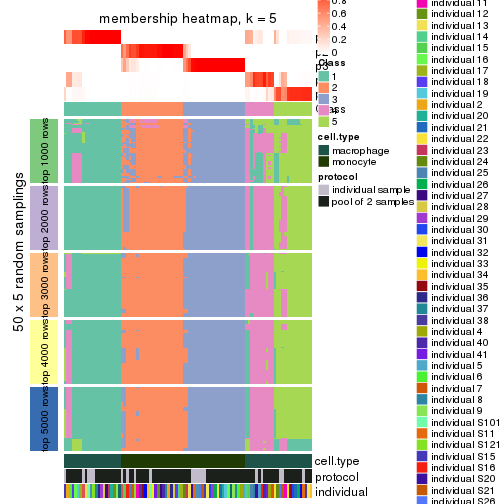 membership heatmap, k = 5
50 x 5 random samplings
top 1000 rows
top 2000 rows
top 3000 rows
top 4000 rows
top 5000 rows
0.8
0.6
0.4
0.2
0
Class
1
2
3
5
cell.type
macrophage
monocyte
protocol
individual sample
pool of 2 samples
cell.type
protocol
individual
individual 11
individual 12
individual 13
individual 14
individual 15
individual 16
individual 17
individual 18
individual 19
individual 2
individual 20
individual 21
individual 22
individual 23
individual 24
individual 25
individual 26
individual 27
individual 28
individual 29
individual 30
individual 31
individual 32
individual 33
individual 34
individual 35
individual 36
individual 37
individual 38
individual 4
individual 40
individual 41
individual 5
individual 6
individual 7
individual 8
individual 9
individual S101
individual S11
individual S121
individual S15
individual S16
individual S20
individual S21
individual S26